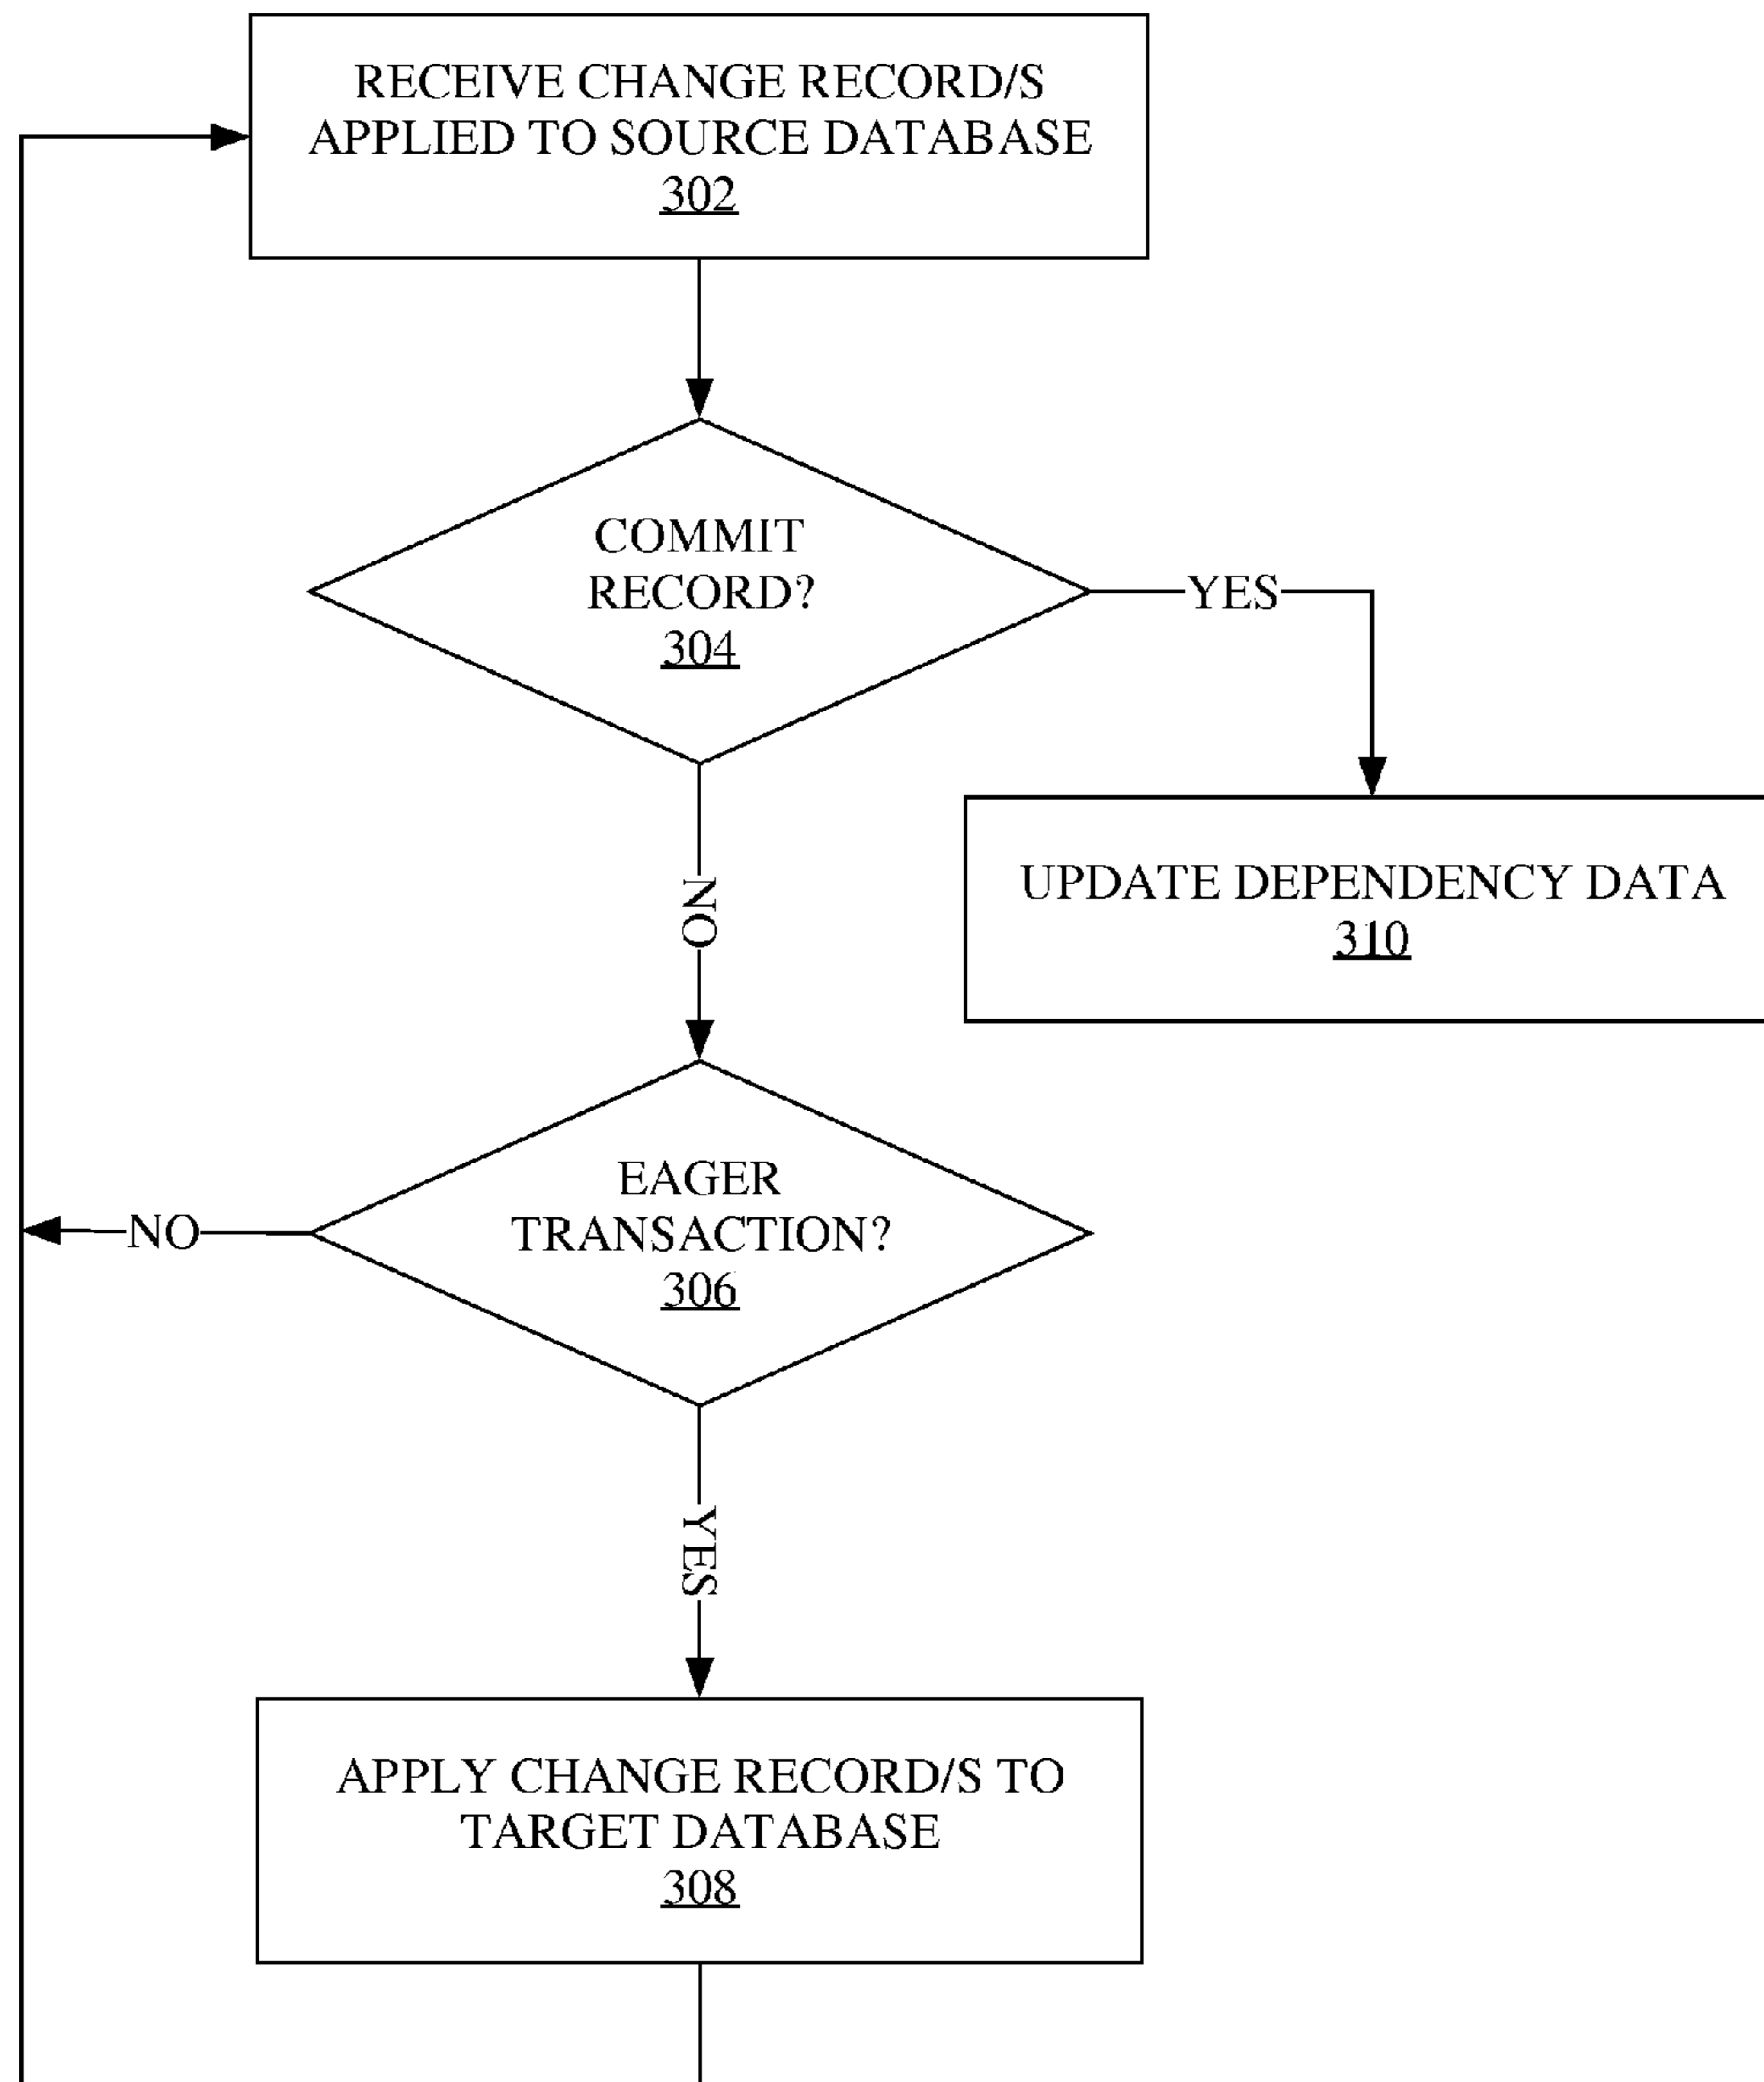 RECEIVE CHANGE RECORD/S
APPLIED TO SOURCE DATABASE
302
COMMIT
RECORD?
304
YES
NO
UPDATE DEPENDENCY DATA
310
EAGER
TRANSACTION?
306
NO
YES
APPLY CHANGE RECORD/S TO
TARGET DATABASE
308